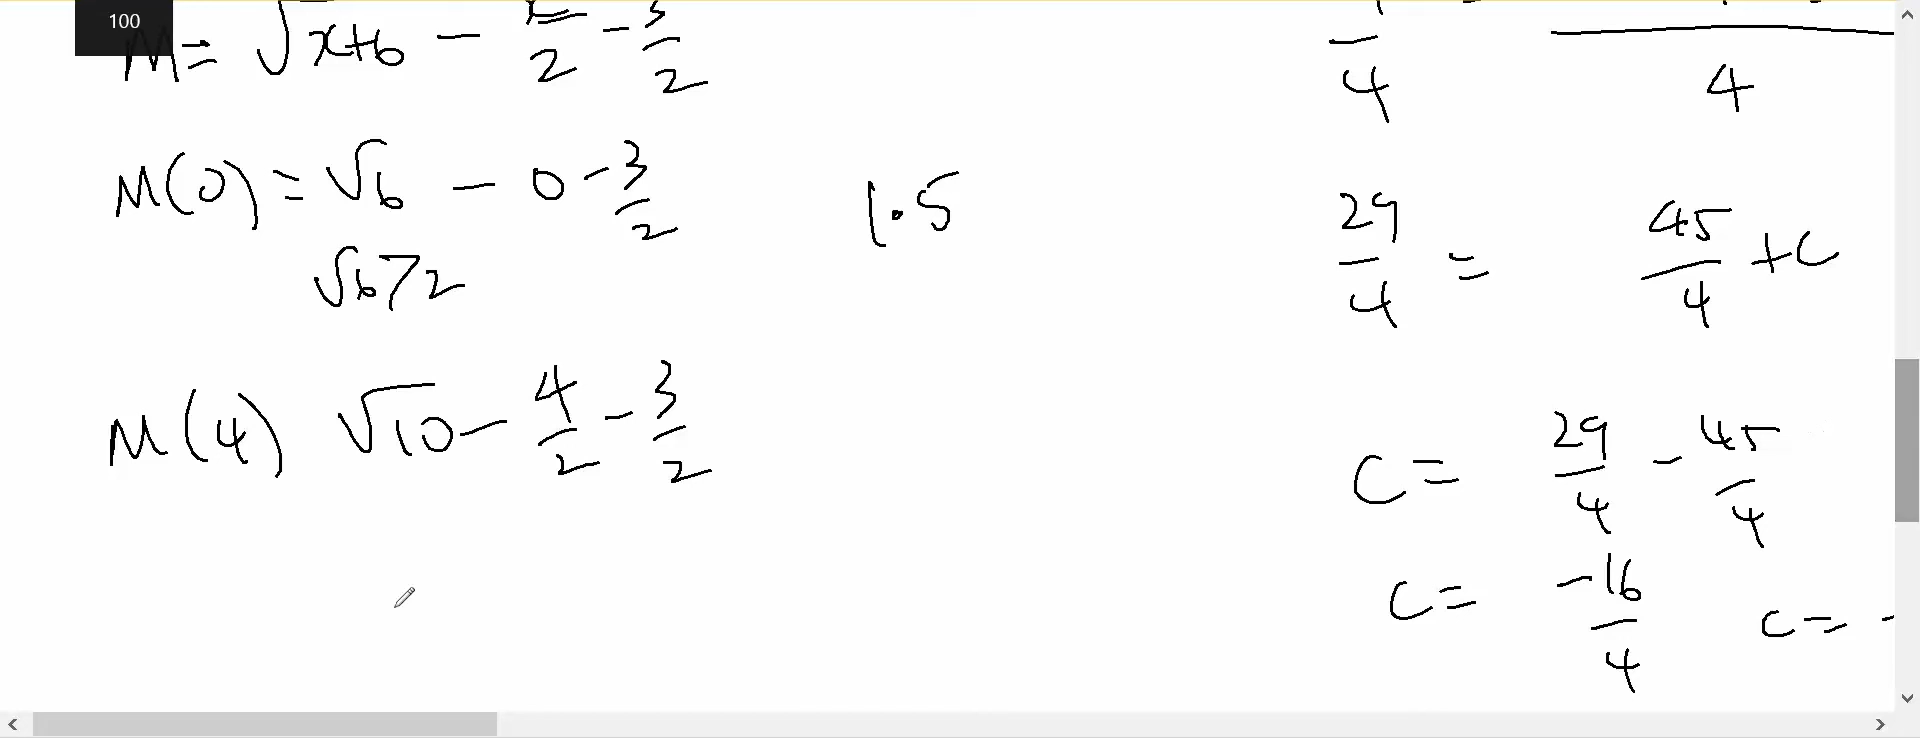 100
M = √x+6 - x/2 - 3/2
M(0) = √6 - 0 - 3/2
√6 > 2
1.5
M(4) √10 - 4/2 - 3/2
4
4
29/4 = 45/4 + C
C = 29/4 - 45/4
C = -16/4
C = -